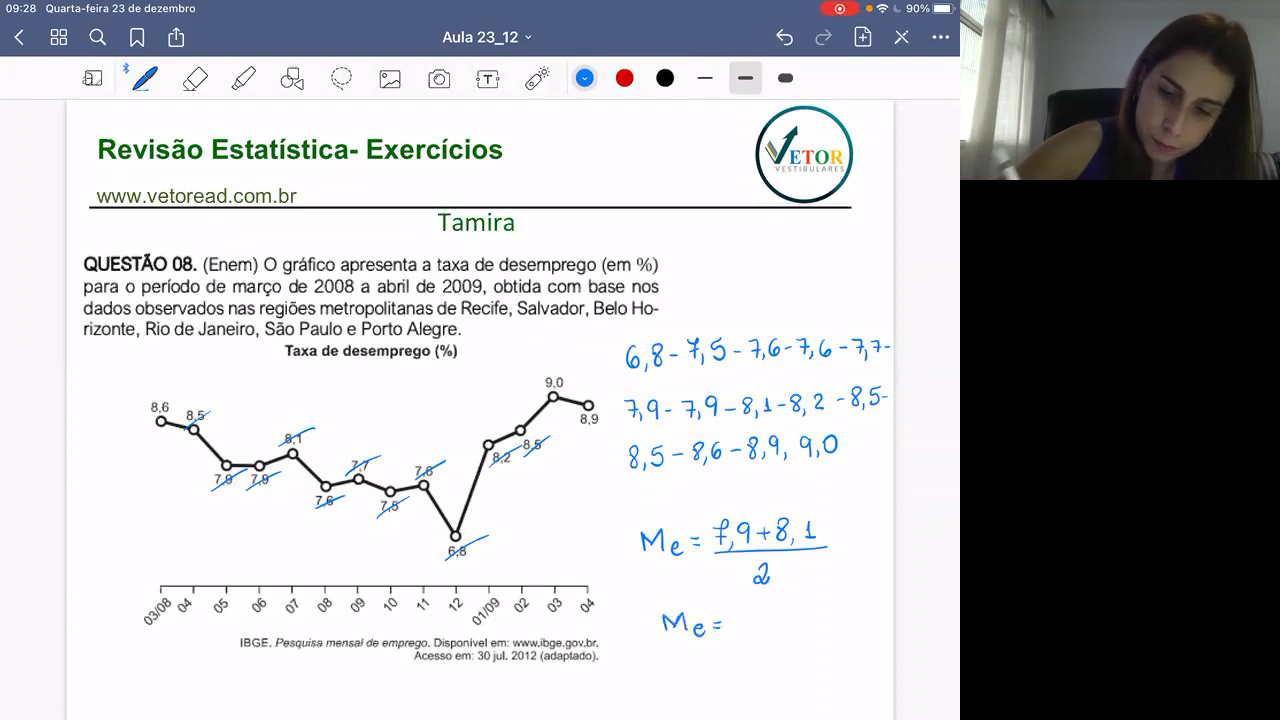 09:28 Quarta-feira 23 de dezembro
90%
Aula 23_12
Revisão Estatística- Exercícios
VETOR
VESTIBULARES
www.vetoread.com.br
Tamira
QUESTÃO 08. (Enem) O gráfico apresenta a taxa de desemprego (em %)
para o período de março de 2008 a abril de 2009, obtida com base nos
dados observados nas regiões metropolitanas de Recife, Salvador, Belo Ho-
rizonte, Rio de Janeiro, São Paulo e Porto Alegre.
Taxa de desemprego (%)
8,6
8,5
7,9
7,9
8,1
7,6
7,7
7,5
7,6
6,8
8,2
8,5
9,0
8,9
03/08 04 05 06 07 08 09 10 11 12 01/09 02 03 04
IBGE. Pesquisa mensal de emprego. Disponível em: www.ibge.gov.br.
Acesso em: 30 jul. 2012 (adaptado).
6,8 - 7,5 - 7,6 - 7,6 - 7,7 -
7,9 - 7,9 - 8,1 - 8,2 - 8,5 -
8,5 - 8,6 - 8,9, 9,0
Me = 7,9 + 8,1
2
Me =